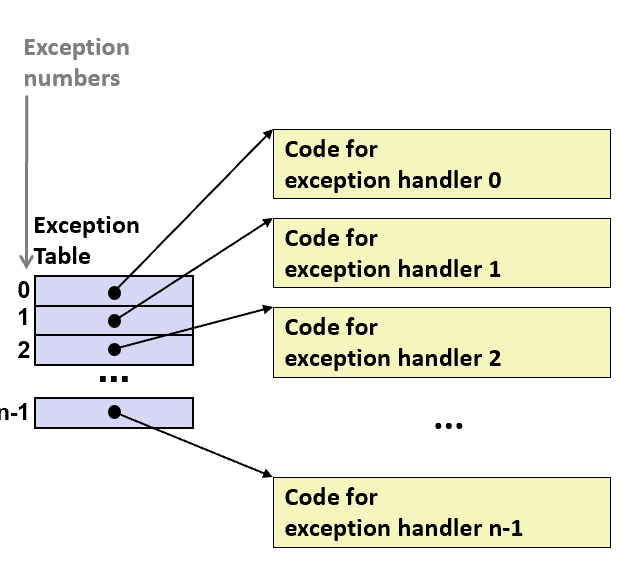 Exception
numbers
Exception
Table
0
1
2
...
n-1
Code for
exception handler 0
Code for
exception handler 1
Code for
exception handler 2
...
Code for
exception handler n-1